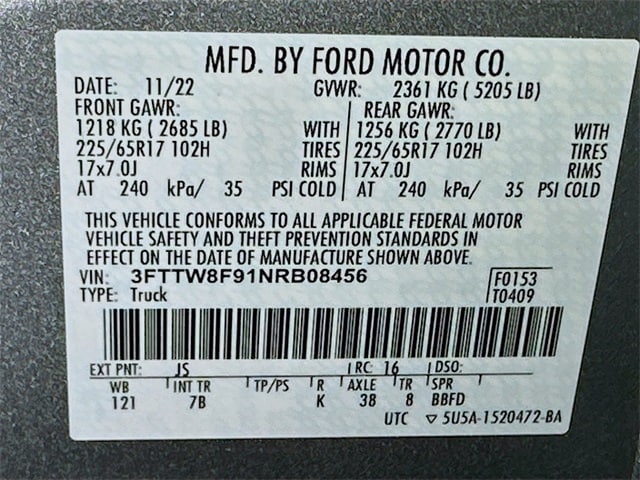 MFD. BY FORD MOTOR CO.
DATE: 11/22 GVWR: 2361 KG ( 5205 LB)
FRONT GAWR: REAR GAWR:
1218 KG ( 2685 LB) WITH 1256 KG ( 2770 LB) WITH
225/65R17 102H TIRES 225/65R17 102H TIRES
17x7.0J RIMS 17x7.0J RIMS
AT 240 kPa/ 35 PSI COLD AT 240 kPa/ 35 PSI COLD
THIS VEHICLE CONFORMS TO ALL APPLICABLE FEDERAL MOTOR
VEHICLE SAFETY AND THEFT PREVENTION STANDARDS IN
EFFECT ON THE DATE OF MANUFACTURE SHOWN ABOVE.
VIN: 3FTTW8F91NRB08456 F0153
TYPE: Truck T0409
EXT PNT: JS RC: 16 DSO:
WB INT TR TP/PS R AXLE TR SPR
121 7B K 38 8 BBFD
UTC ▽ 5U5A-1520472-BA